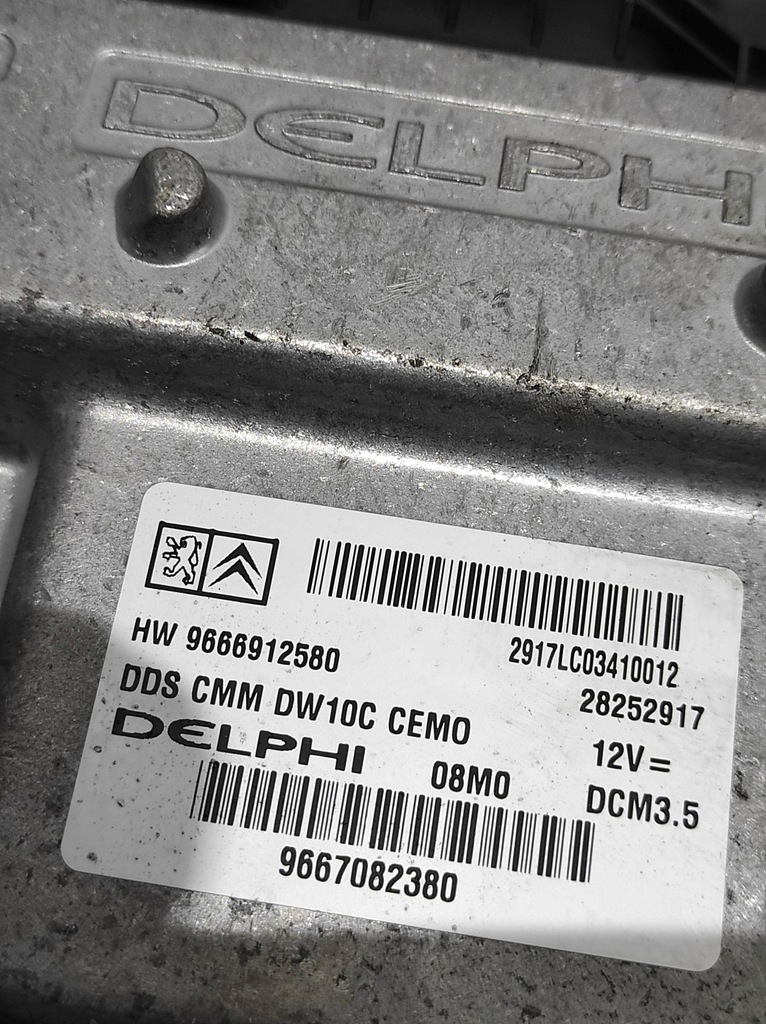 DELPHI
HW 9666912580
2917LC03410012
DDS CMM DW10C CEMO
28252917
DELPHI
08M0
12V=
DCM3.5
9667082380